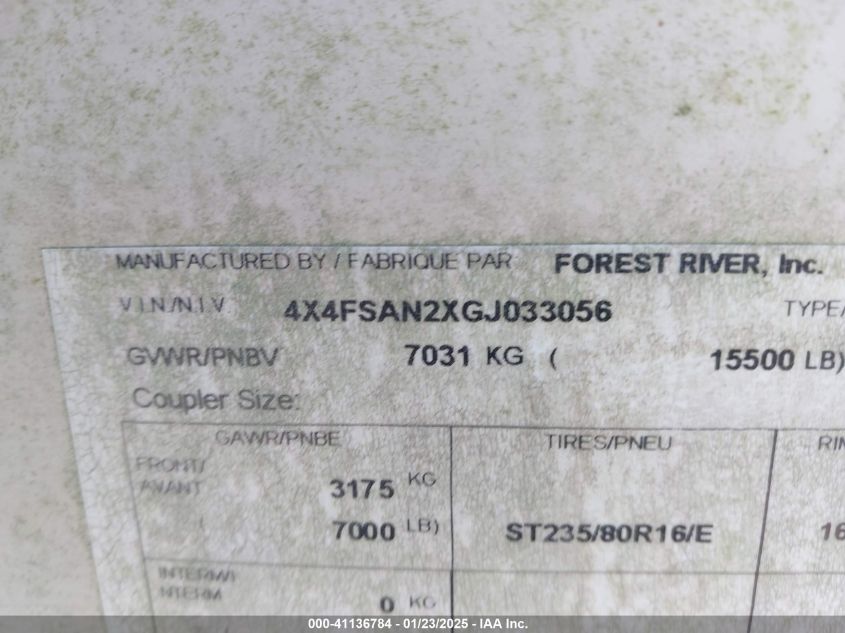 MANUFACTURED BY / FABRIQUE PAR FOREST RIVER, Inc.
V.I.N./N.I.V. 4X4FSAN2XGJ033056 TYPE/
GVWR/PNBV 7031 KG ( 15500 LB)
Coupler Size:
GAWR/PNBE TIRES/PNEU RIM
FRONT/
AVANT 3175 KG
( 7000 LB) ST235/80R16/E 16
INTERM/
INTERM 0 KG
000-41136784 - 01/23/2025 - IAA Inc.